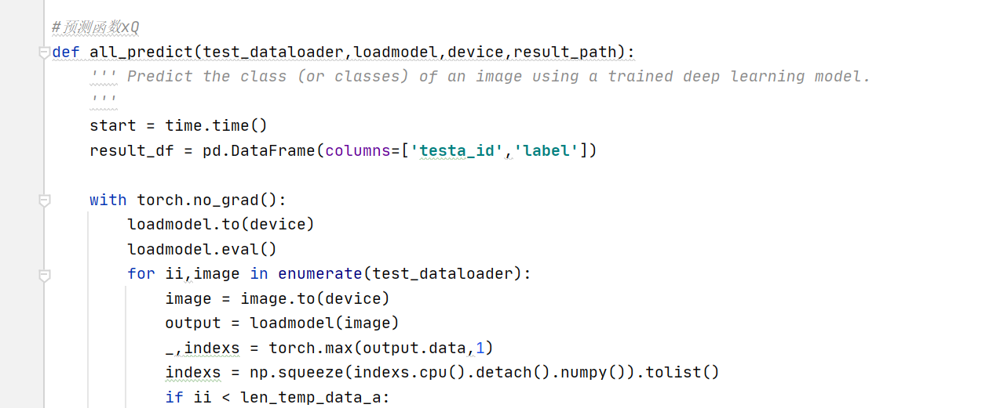 #预测函数xQ
def all_predict(test_dataloader,loadmodel,device,result_path):
    ''' Predict the class (or classes) of an image using a trained deep learning model.
    '''
    start = time.time()
    result_df = pd.DataFrame(columns=['testa_id','label'])
    with torch.no_grad():
        loadmodel.to(device)
        loadmodel.eval()
        for ii,image in enumerate(test_dataloader):
            image = image.to(device)
            output = loadmodel(image)
            _,indexs = torch.max(output.data,1)
            indexs = np.squeeze(indexs.cpu().detach().numpy()).tolist()
            if ii < len_temp_data_a: